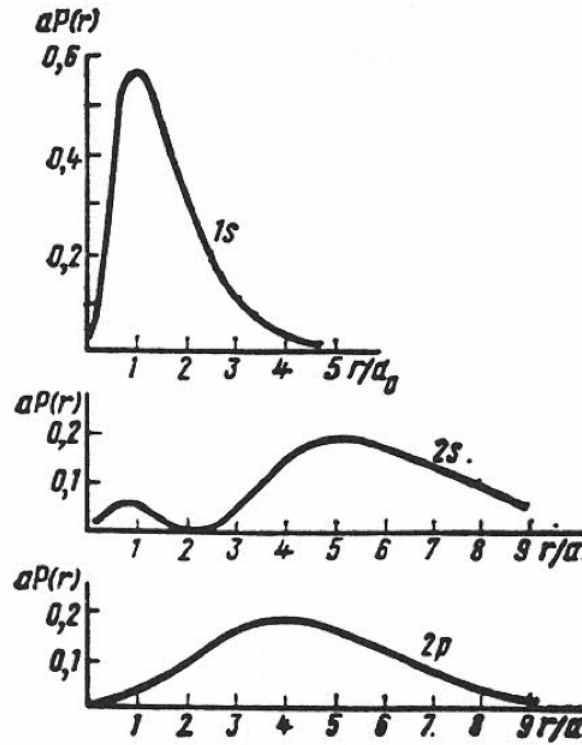 aP(r)
0,6
0,4
0,2
1s
1 2 3 4 5 r/a₀
aP(r)
0,2
0,1
2s.
1 2 3 4 5 6 7 8 9 r/a
aP(r)
0,2
0,1
2p
1 2 3 4 5 6 7. 8 9 r/a